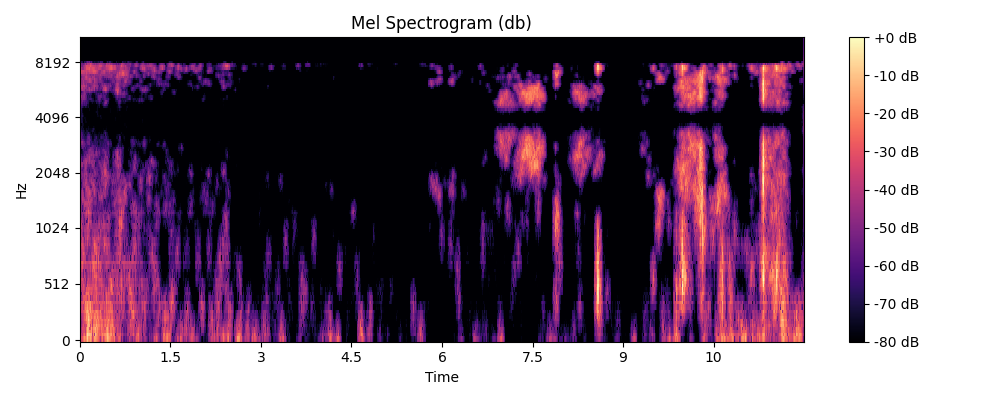 Mel Spectrogram (db)
8192
4096
2048
1024
512
0
Hz
0 1.5 3 4.5 6 7.5 9 10
Time
+0 dB
-10 dB
-20 dB
-30 dB
-40 dB
-50 dB
-60 dB
-70 dB
-80 dB